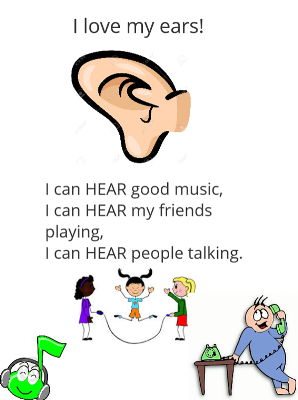 I love my ears!
I can HEAR good music,
I can HEAR my friends
playing,
I can HEAR people talking.